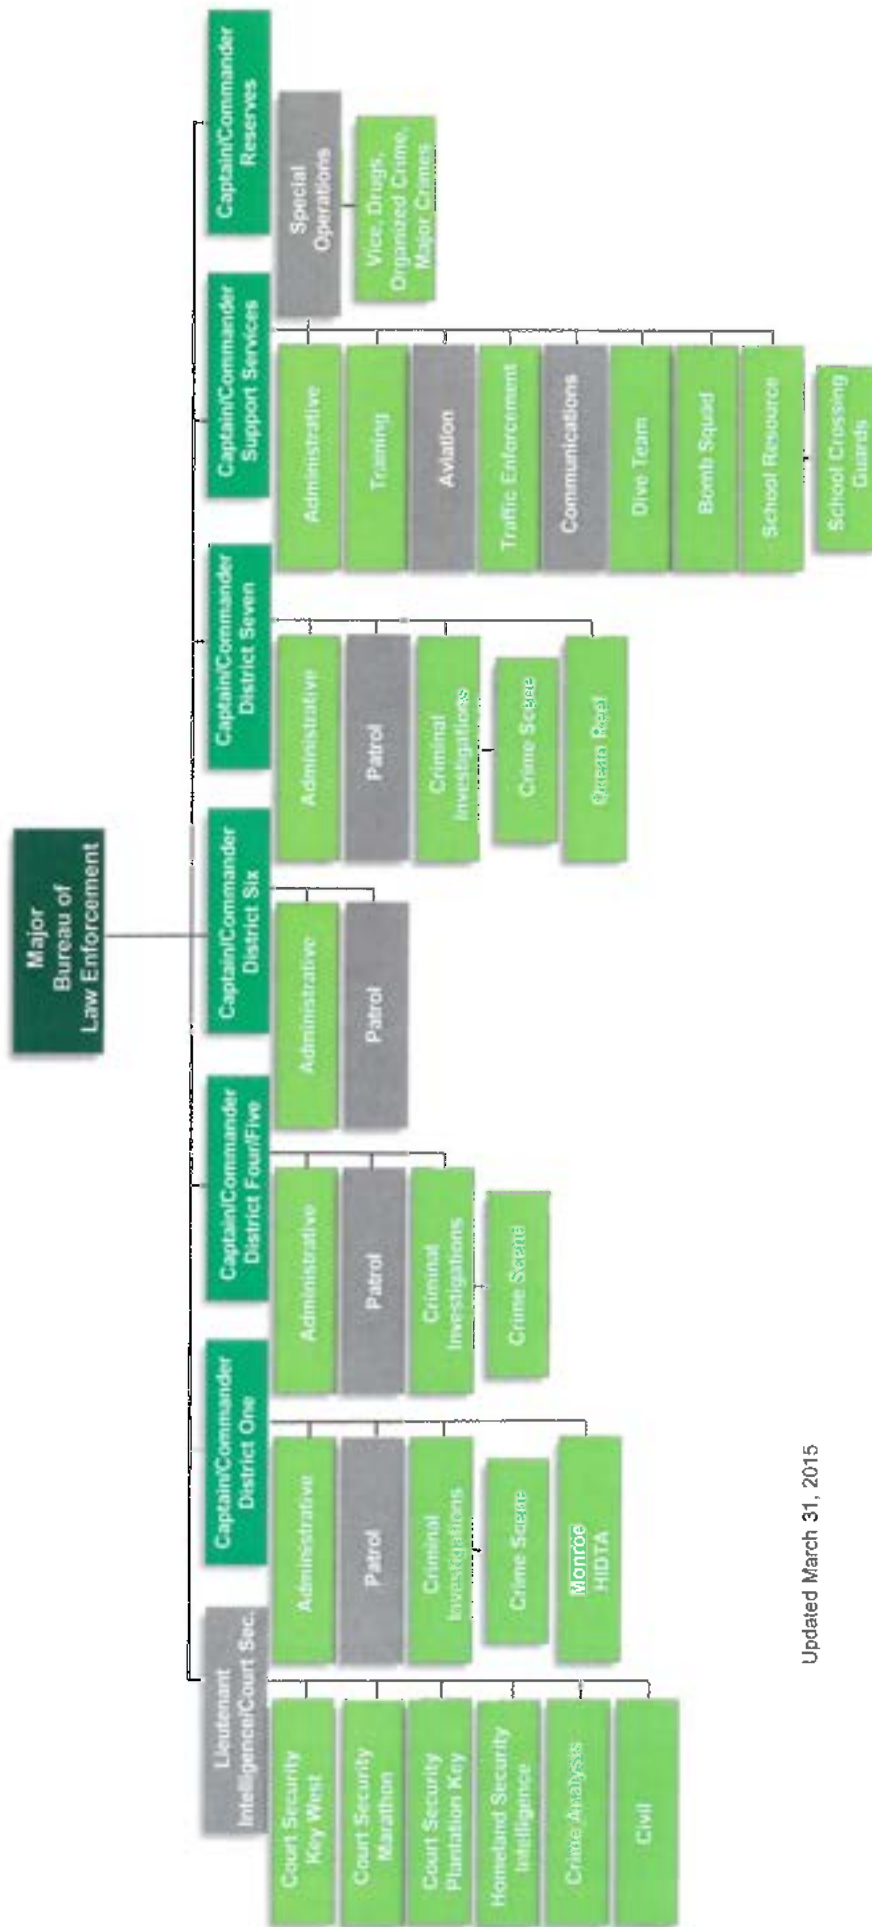 Major
Bureau of
Law Enforcement
Lieutenant
Intelligence/Court Sec.
Court Security
Key West
Court Security
Marathon
Court Security
Plantation Key
Homeland Security
Intelligence
Crime Analysis
Civil
Captain/Commander
District One
Administrative
Patrol
Criminal
Investigations
Crime Scene
Monroe
HIDTA
Captain/Commander
District Four/Five
Administrative
Patrol
Criminal
Investigations
Crime Scene
Captain/Commander
District Six
Administrative
Patrol
Captain/Commander
District Seven
Administrative
Patrol
Criminal
Investigations
Crime Scene
Ocean Reef
Captain/Commander
Support Services
Administrative
Training
Aviation
Traffic Enforcement
Communications
Dive Team
Bomb Squad
School Resource
School Crossing
Guards
Special
Operations
Vice, Drugs,
Organized Crime,
Major Crimes
Captain/Commander
Reserves
Updated March 31, 2015